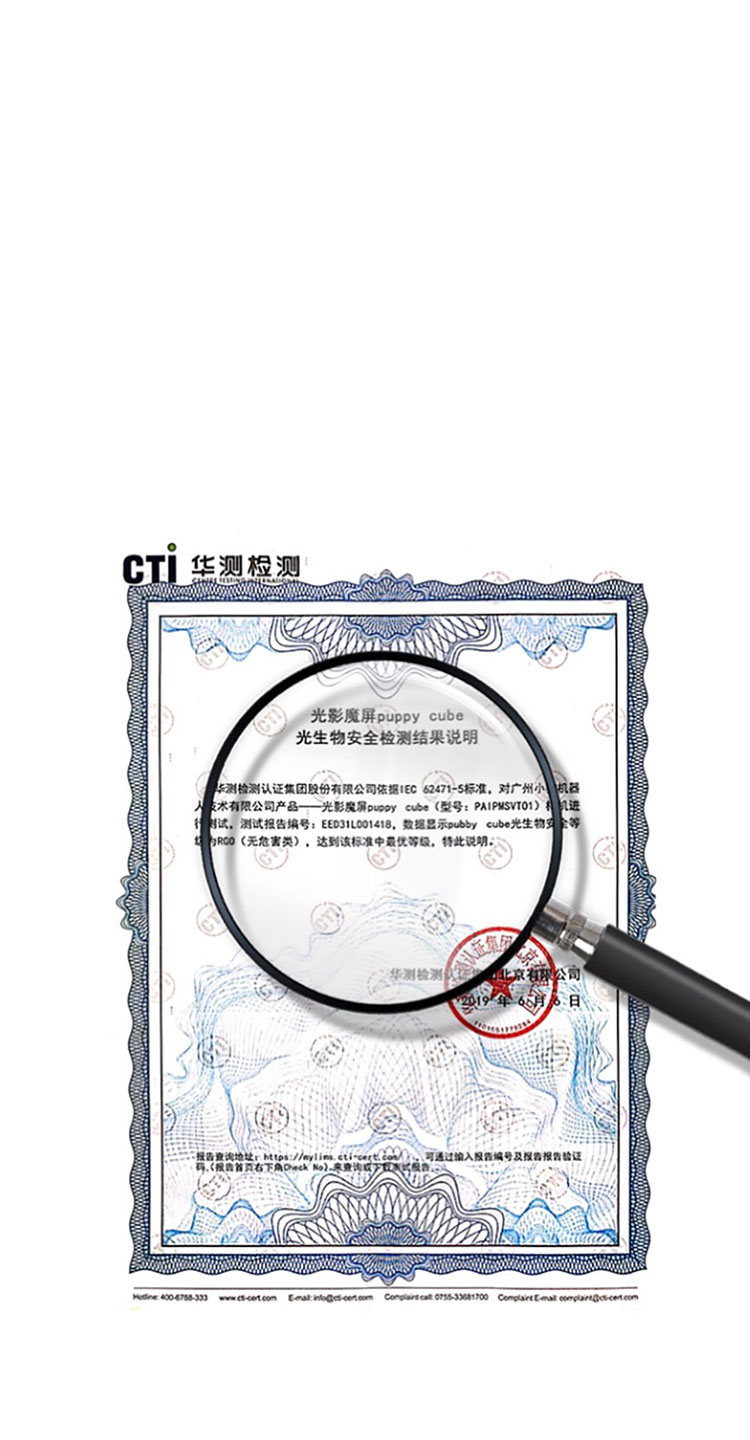 CTI 华测检测
CENTRE TESTING INTERNATIONAL
光影魔屏puppy cube
光生物安全检测结果说明
华测检测认证集团股份有限公司依据IEC 62471-5标准，对广州小 机器
人技术有限公司产品——光影魔屏puppy cube（型号：PAIPMSVT01）样机进
行测试，测试报告编号：EED31L001418，数据显示pubby cube光生物安全等
级为RG0（无危害类），达到该标准中最优等级，特此说明。
华测检测认证集团北京有限公司
2019 年 6 月 6 日
报告查询地址：https://mylims.cti-cert.com/ ，可通过输入报告编号及报告报告验证
码（报告首页右下角Check No）来查询或下载测试报告。
Hotline: 400-6788-333 www.cti-cert.com E-mail: info@cti-cert.com Complaint call: 0755-33681700 Complaint E-mail: complaint@cti-cert.com